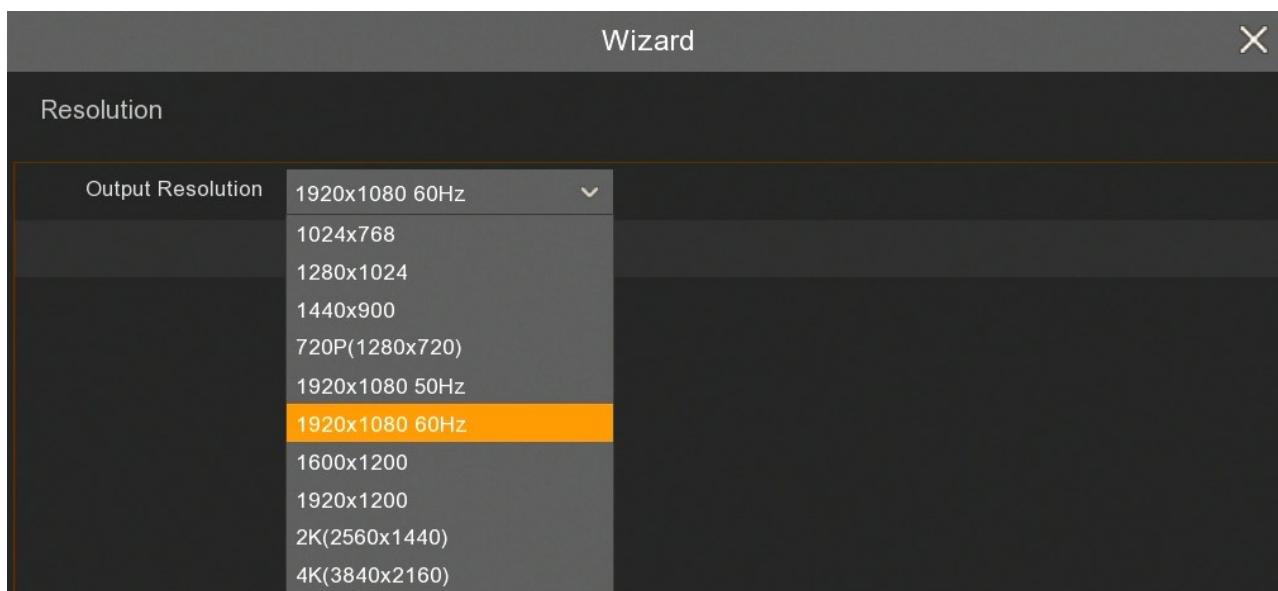 Wizard
Resolution
Output Resolution 1920x1080 60Hz
1024x768
1280x1024
1440x900
720P(1280x720)
1920x1080 50Hz
1920x1080 60Hz
1600x1200
1920x1200
2K(2560x1440)
4K(3840x2160)